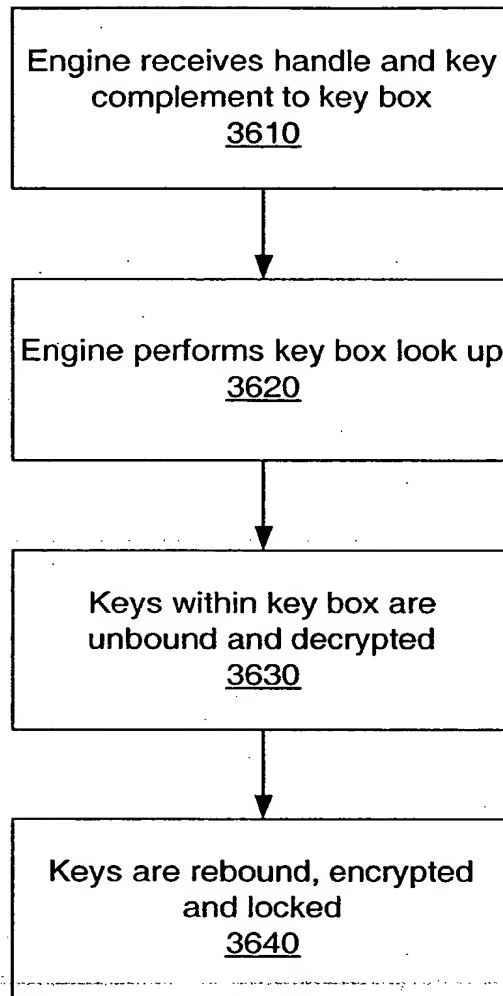 Engine receives handle and key
complement to key box
3610
Engine performs key box look up
3620
Keys within key box are
unbound and decrypted
3630
Keys are rebound, encrypted
and locked
3640